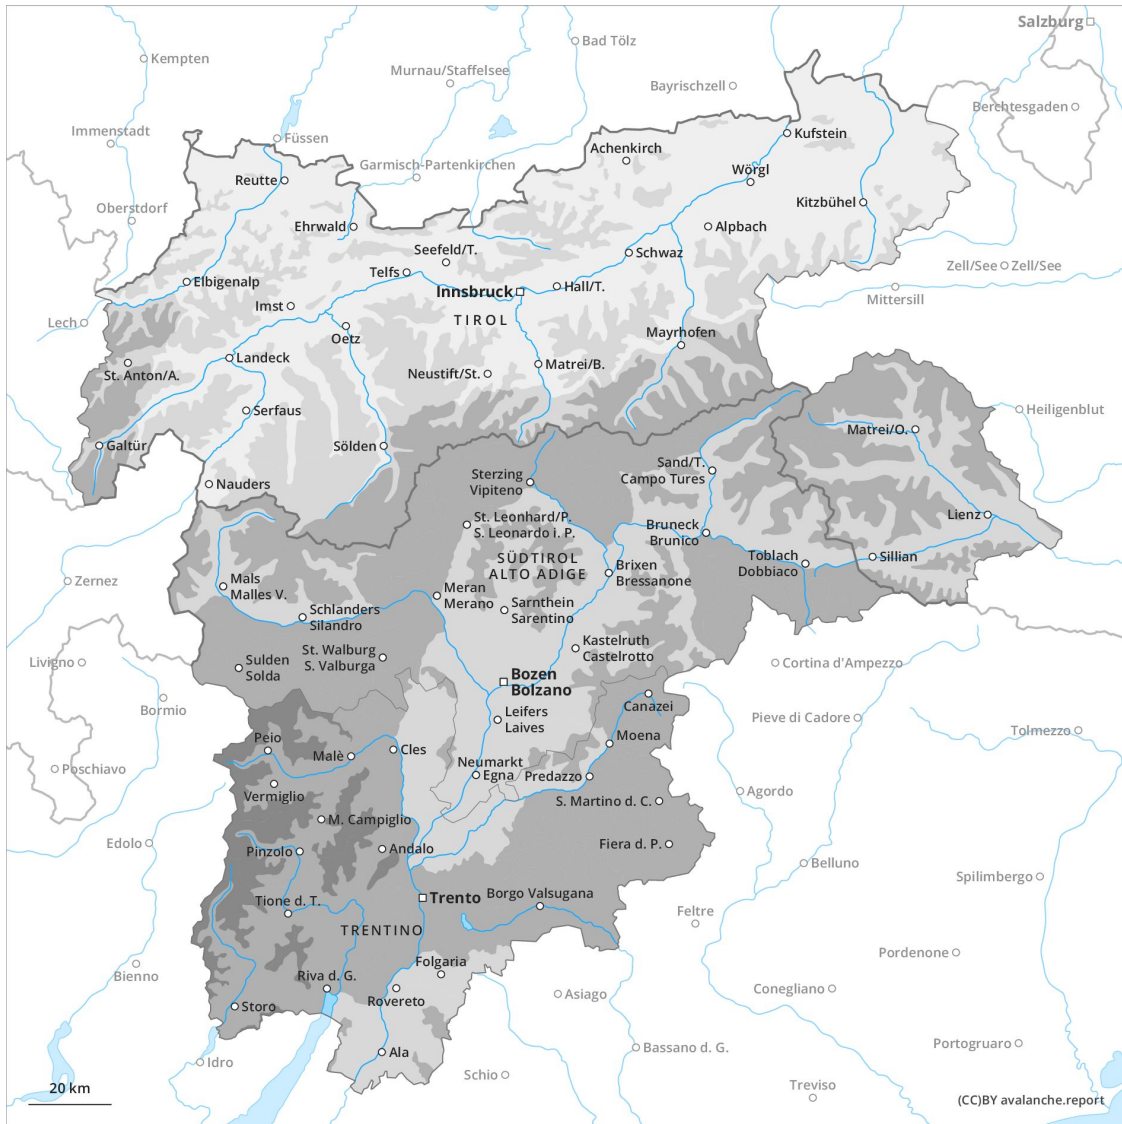 Salzburg
Kempten
Bad Tölz
Murnau/Staffelsee
Bayrischzell
Berchtesgaden
Immenstadt
Füssen
Kufstein
Achenkirch
Garmisch-Partenkirchen
Wörgl
Reutte
Oberstdorf
Kitzbühel
Ehrwald
Alpbach
Seefeld/T.
Schwaz
Telfs
Zell/See
Zell/See
Elbigenalp
Hall/T.
Innsbruck
Mittersill
Imst
TIROL
Lech
Oetz
Mayrhofen
Landeck
St. Anton/A.
Neustift/St.
Matrei/B.
Serfaus
Heiligenblut
Matrei/O.
Galtür
Sölden
Sand/T.
Campo Tures
Sterzing
Vipiteno
Nauders
St. Leonhard/P.
S. Leonardo i. P.
Lienz
Bruneck
Brunico
SÜDTIROL
ALTO ADIGE
Toblach
Dobbiaco
Sillian
Brixen
Bressanone
Zernez
Mals
Malles V.
Meran
Merano
Sarnthein
Sarentino
Schlanders
Silandro
Kastelruth
Castelrotto
St. Walburg
S. Valburga
Livigno
Sulden
Solda
Cortina d'Ampezzo
Bozen
Bolzano
Canazei
Bormio
Leifers
Laives
Pieve di Cadore
Tolmezzo
Peio
Moena
Malè
Cles
Neumarkt
Egna
Predazzo
Poschiavo
Vermiglio
Agordo
S. Martino d. C.
M. Campiglio
Edolo
Fiera d. P.
Pinzolo
Andalo
Belluno
Spilimbergo
Tione d. T.
Trento
Borgo Valsugana
Feltre
TRENTINO
Pordenone
Folgaria
Bienno
Riva d. G.
Rovereto
Asiago
Conegliano
Storo
Portogruaro
Bassano d. G.
Ala
Idro
Schio
Treviso
20 km
(CC)BY avalanche.report